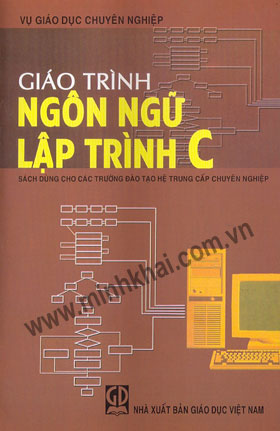 VỤ GIÁO DỤC CHUYÊN NGHIỆP
GIÁO TRÌNH
NGÔN NGỮ
LẬP TRÌNH C
SÁCH DÙNG CHO CÁC TRƯỜNG ĐÀO TẠO HỆ TRUNG CẤP CHUYÊN NGHIỆP
www.minhkhai.com.vn
GD
NHÀ XUẤT BẢN GIÁO DỤC VIỆT NAM